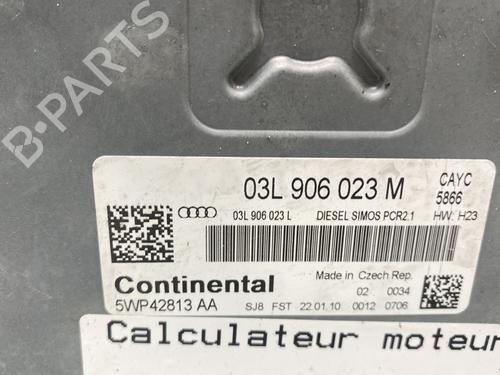 B-PARTS
03L 906 023 M
CAYC
5866
03L 906 023 L DIESEL SIMOS PCR2.1 HW: H23
Continental
Made in Czech Rep.
02 0034
5WP42813 AA
SJ8 FST 22.01.10 0012 0706
Calculateur moteur